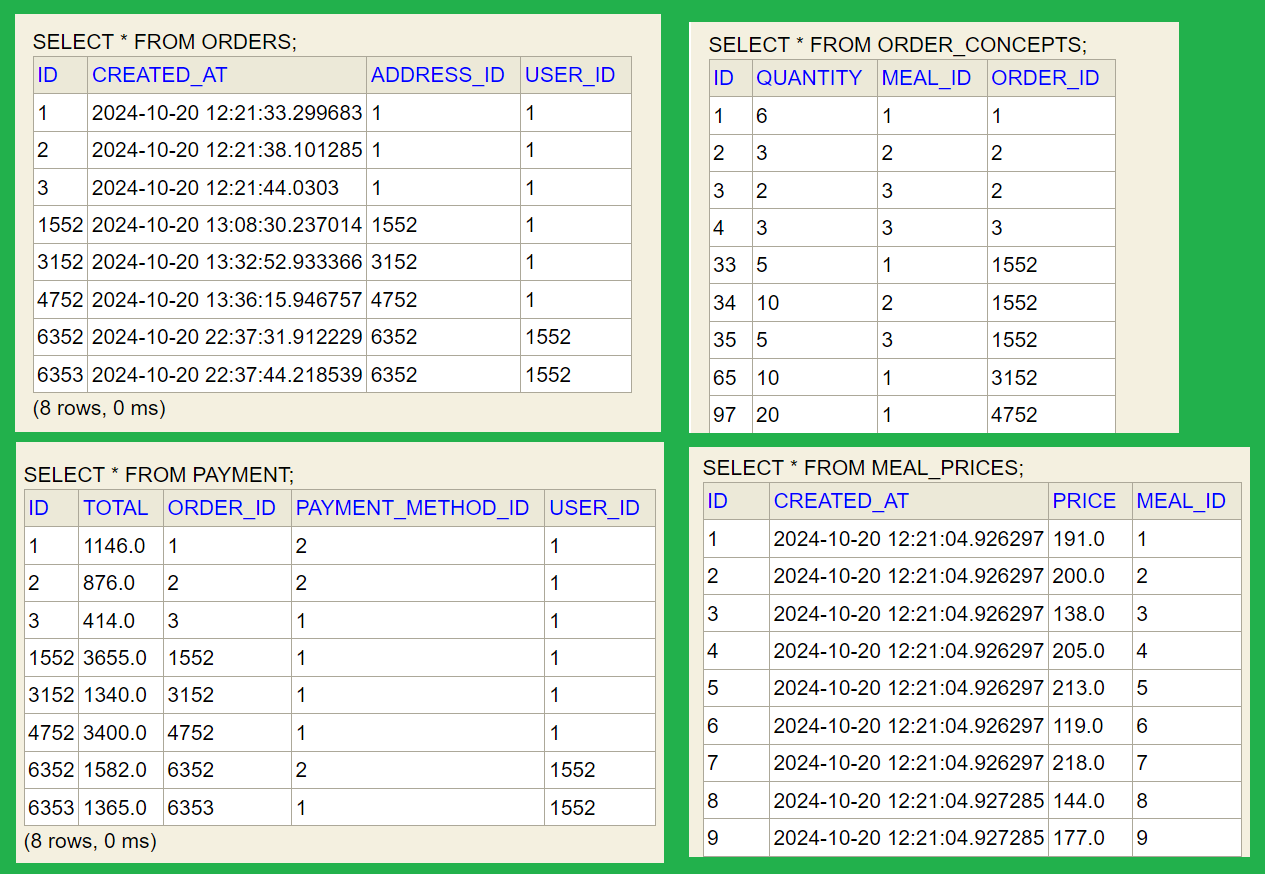 SELECT * FROM ORDERS;
ID CREATED_AT ADDRESS_ID USER_ID
1 2024-10-20 12:21:33.299683 1 1
2 2024-10-20 12:21:38.101285 1 1
3 2024-10-20 12:21:44.0303 1 1
1552 2024-10-20 13:08:30.237014 1552 1
3152 2024-10-20 13:32:52.933366 3152 1
4752 2024-10-20 13:36:15.946757 4752 1
6352 2024-10-20 22:37:31.912229 6352 1552
6353 2024-10-20 22:37:44.218539 6352 1552
(8 rows, 0 ms)
SELECT * FROM ORDER_CONCEPTS;
ID QUANTITY MEAL_ID ORDER_ID
1 6 1 1
2 3 2 2
3 2 3 2
4 3 3 3
33 5 1 1552
34 10 2 1552
35 5 3 1552
65 10 1 3152
97 20 1 4752
SELECT * FROM PAYMENT;
ID TOTAL ORDER_ID PAYMENT_METHOD_ID USER_ID
1 1146.0 1 2 1
2 876.0 2 2 1
3 414.0 3 1 1
1552 3655.0 1552 1 1
3152 1340.0 3152 1 1
4752 3400.0 4752 1 1
6352 1582.0 6352 2 1552
6353 1365.0 6353 1 1552
(8 rows, 0 ms)
SELECT * FROM MEAL_PRICES;
ID CREATED_AT PRICE MEAL_ID
1 2024-10-20 12:21:04.926297 191.0 1
2 2024-10-20 12:21:04.926297 200.0 2
3 2024-10-20 12:21:04.926297 138.0 3
4 2024-10-20 12:21:04.926297 205.0 4
5 2024-10-20 12:21:04.926297 213.0 5
6 2024-10-20 12:21:04.926297 119.0 6
7 2024-10-20 12:21:04.926297 218.0 7
8 2024-10-20 12:21:04.927285 144.0 8
9 2024-10-20 12:21:04.927285 177.0 9